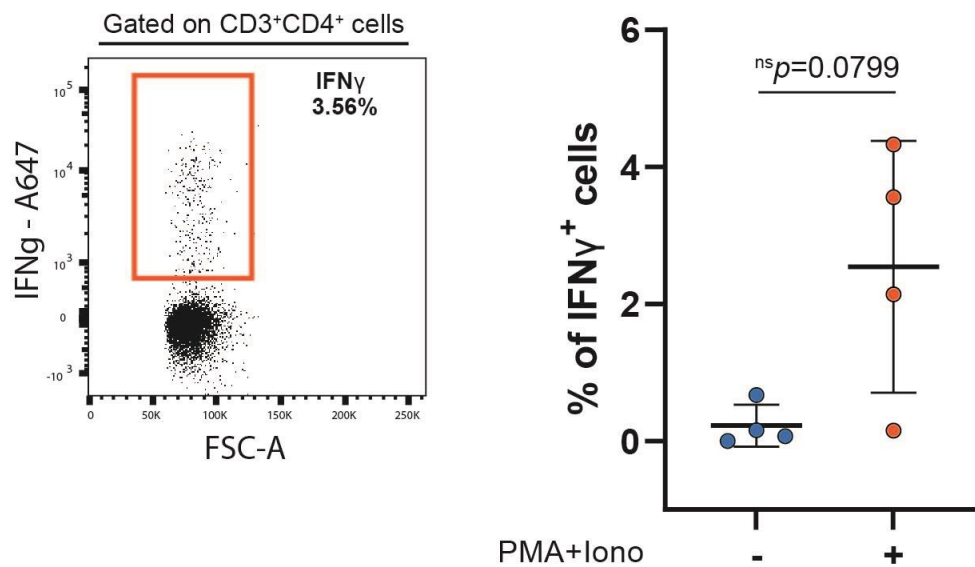 Gated on CD3⁺CD4⁺ cells
IFNγ
3.56%
IFNg - A647
10⁵
10⁴
10³
0
-10³
0 50K 100K 150K 200K 250K
FSC-A
% of IFNγ⁺ cells
6
4
2
0
ⁿˢp=0.0799
PMA+Iono - +